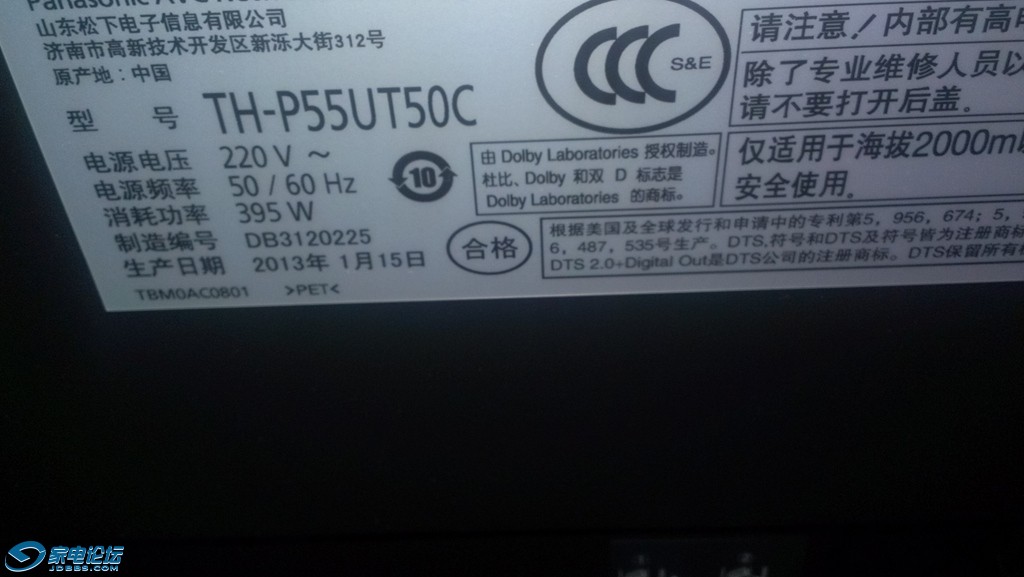 山东松下电子信息有限公司
济南市高新技术开发区新泺大街312号
原产地：中国
型 号 TH-P55UT50C
电源电压 220 V ～
电源频率 50 / 60 Hz
消耗功率 395 W
制造编号 DB3120225
生产日期 2013年 1月15日
TBM0AC0801 >PET<
S&E
10
由 Dolby Laboratories 授权制造。
杜比、Dolby 和双 D 标志是
Dolby Laboratories 的商标。
合格
请注意！内部有高
除了专业维修人员以
请不要打开后盖。
仅适用于海拔2000m
安全使用。
根据美国及全球发行和申请中的专利第5，956，674；5，
6，487，535号生产。DTS,符号和DTS及符号皆为注册商标
DTS 2.0+Digital Out是DTS公司的注册商标。DTS保留所有
1 2
家电论坛
JDBBS.COM